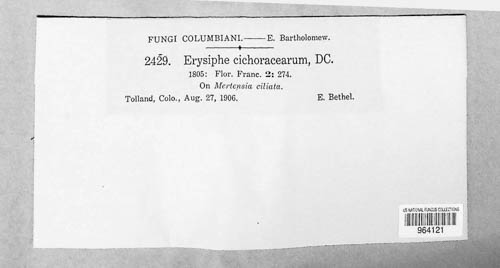 FUNGI COLUMBIANI.——E. Bartholomew.
2429. Erysiphe cichoracearum, DC.
1805: Flor. Franc. 2: 274.
On Mertensia ciliata.
Tolland, Colo., Aug. 27, 1906. E. Bethel.
US NATIONAL FUNGUS COLLECTIONS
964121